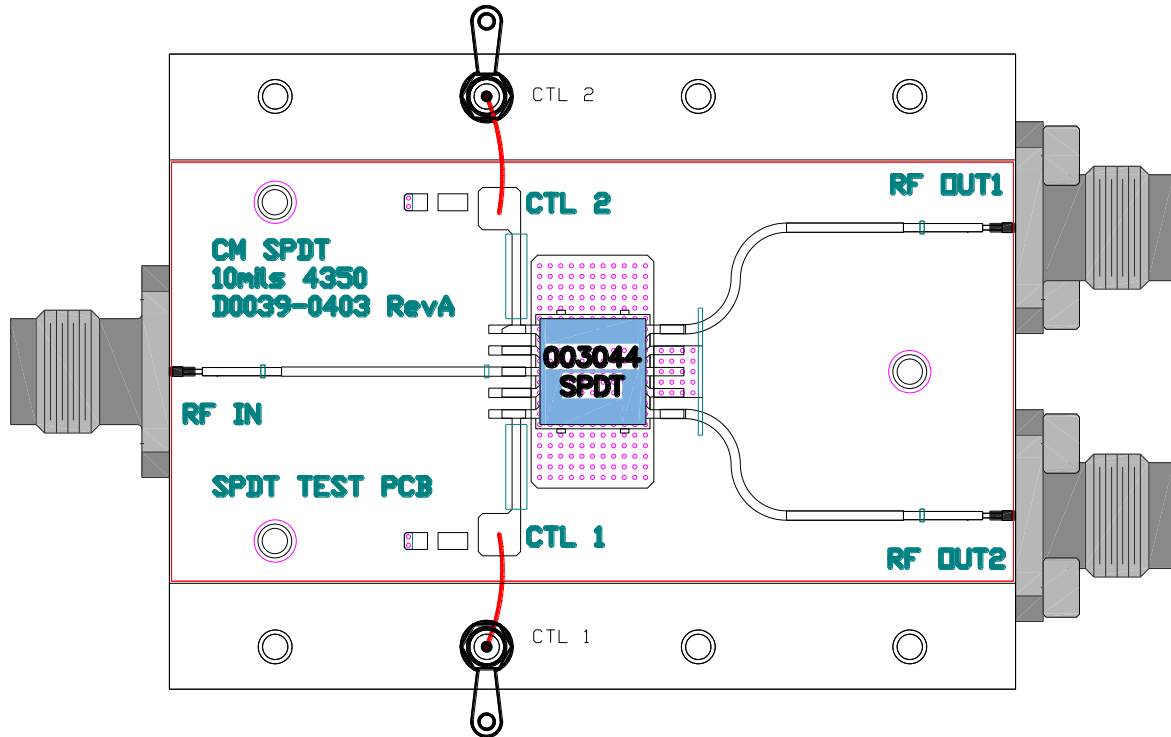 CTL 2
RF OUT1
CTL 2
CM SPDT
10mils 4350
D0039-0403 RevA
003044
SPDT
RF IN
SPDT TEST PCB
CTL 1
RF OUT2
CTL 1